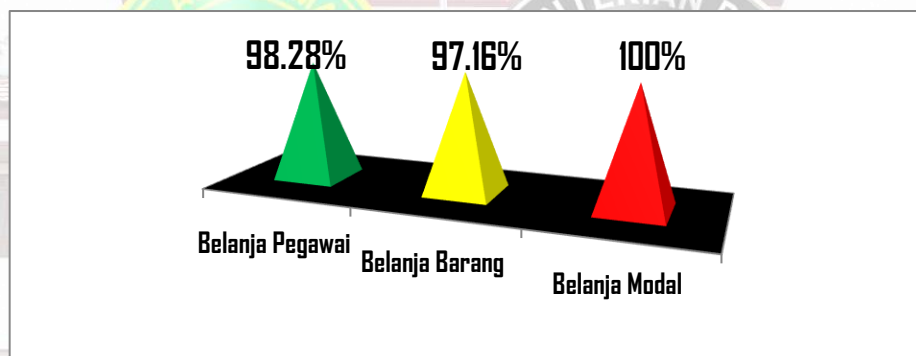 98.28%
97.16%
100%
Belanja Pegawai
Belanja Barang
Belanja Modal